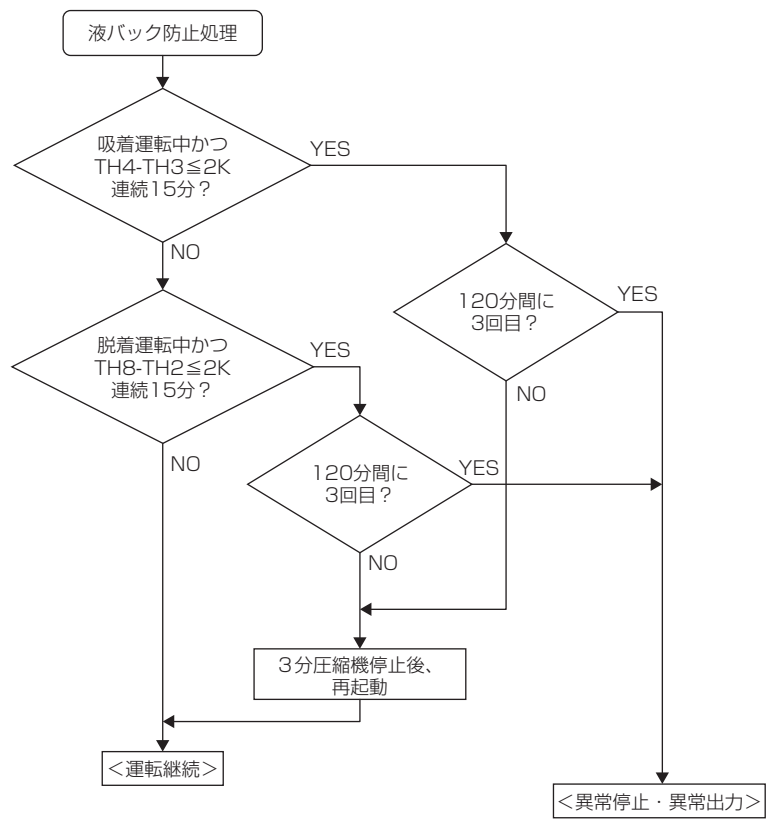 液バック防止処理
吸着運転中かつ
TH4-TH3≦2K
連続15分？
YES
NO
120分間に
3回目？
YES
NO
脱着運転中かつ
TH8-TH2≦2K
連続15分？
YES
NO
120分間に
3回目？
YES
NO
３分圧縮機停止後、
再起動
＜運転継続＞
＜異常停止・異常出力＞